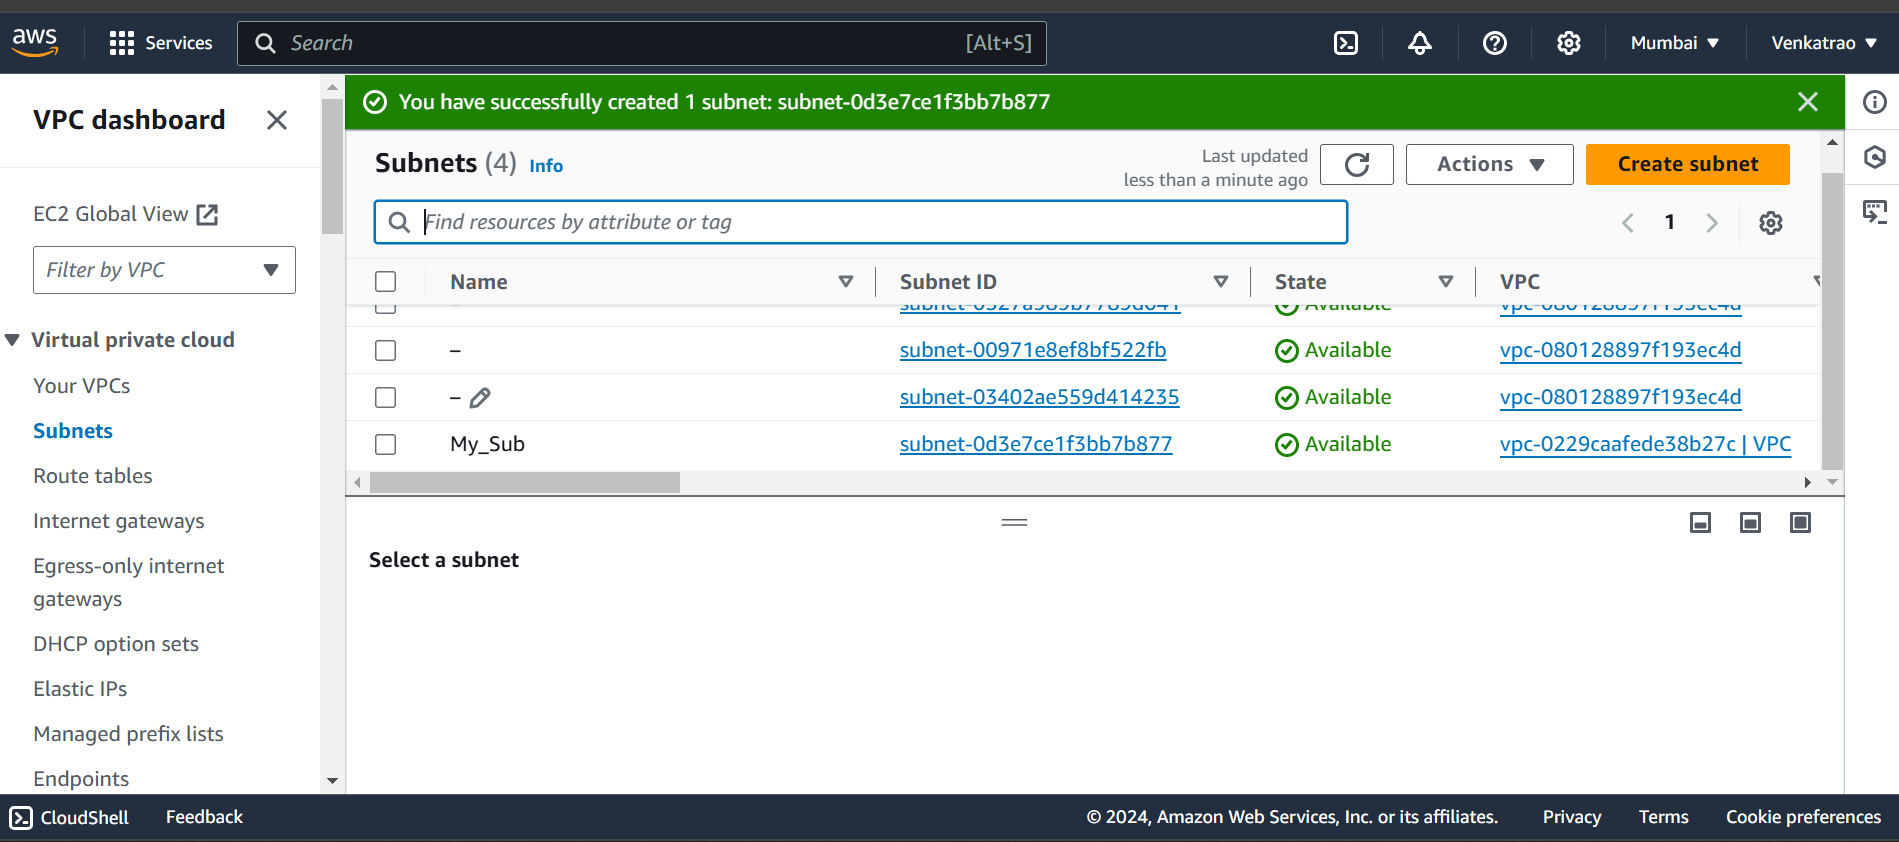 aws
Services
Search
[Alt+S]
Mumbai
Venkatrao
VPC dashboard
You have successfully created 1 subnet: subnet-0d3e7ce1f3bb7b877
EC2 Global View
Filter by VPC
Virtual private cloud
Your VPCs
Subnets
Route tables
Internet gateways
Egress-only internet
gateways
DHCP option sets
Elastic IPs
Managed prefix lists
Endpoints
Subnets (4) Info
Last updated
less than a minute ago
Actions
Create subnet
Find resources by attribute or tag
1
Name
Subnet ID
State
VPC
Available
vpc-080128897f193ec4d
–
subnet-00971e8ef8bf522fb
Available
vpc-080128897f193ec4d
–
subnet-03402ae559d414235
Available
vpc-080128897f193ec4d
My_Sub
subnet-0d3e7ce1f3bb7b877
Available
vpc-0229caafede38b27c | VPC
Select a subnet
CloudShell
Feedback
© 2024, Amazon Web Services, Inc. or its affiliates.
Privacy
Terms
Cookie preferences